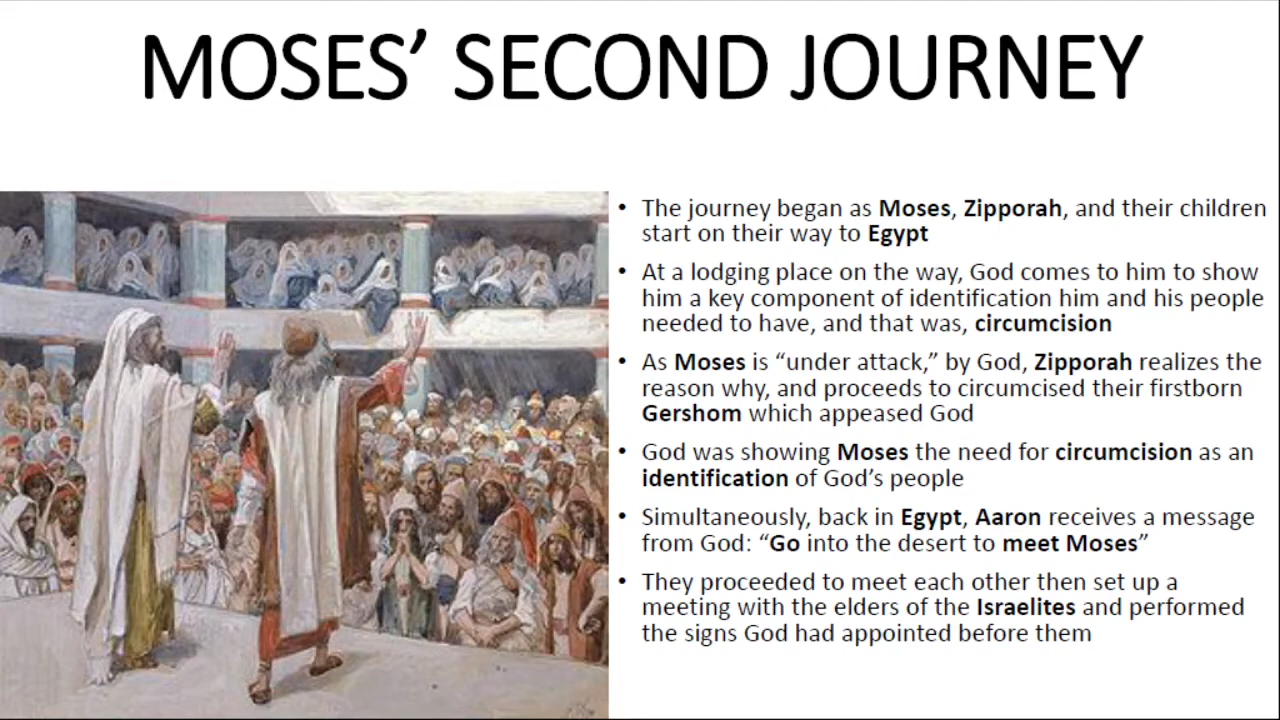 MOSES’ SECOND JOURNEY
• The journey began as Moses, Zipporah, and their children
start on their way to Egypt
• At a lodging place on the way, God comes to him to show
him a key component of identification him and his people
needed to have, and that was, circumcision
• As Moses is “under attack,” by God, Zipporah realizes the
reason why, and proceeds to circumcised their firstborn
Gershom which appeased God
• God was showing Moses the need for circumcision as an
identification of God’s people
• Simultaneously, back in Egypt, Aaron receives a message
from God: “Go into the desert to meet Moses”
• They proceeded to meet each other then set up a
meeting with the elders of the Israelites and performed
the signs God had appointed before them